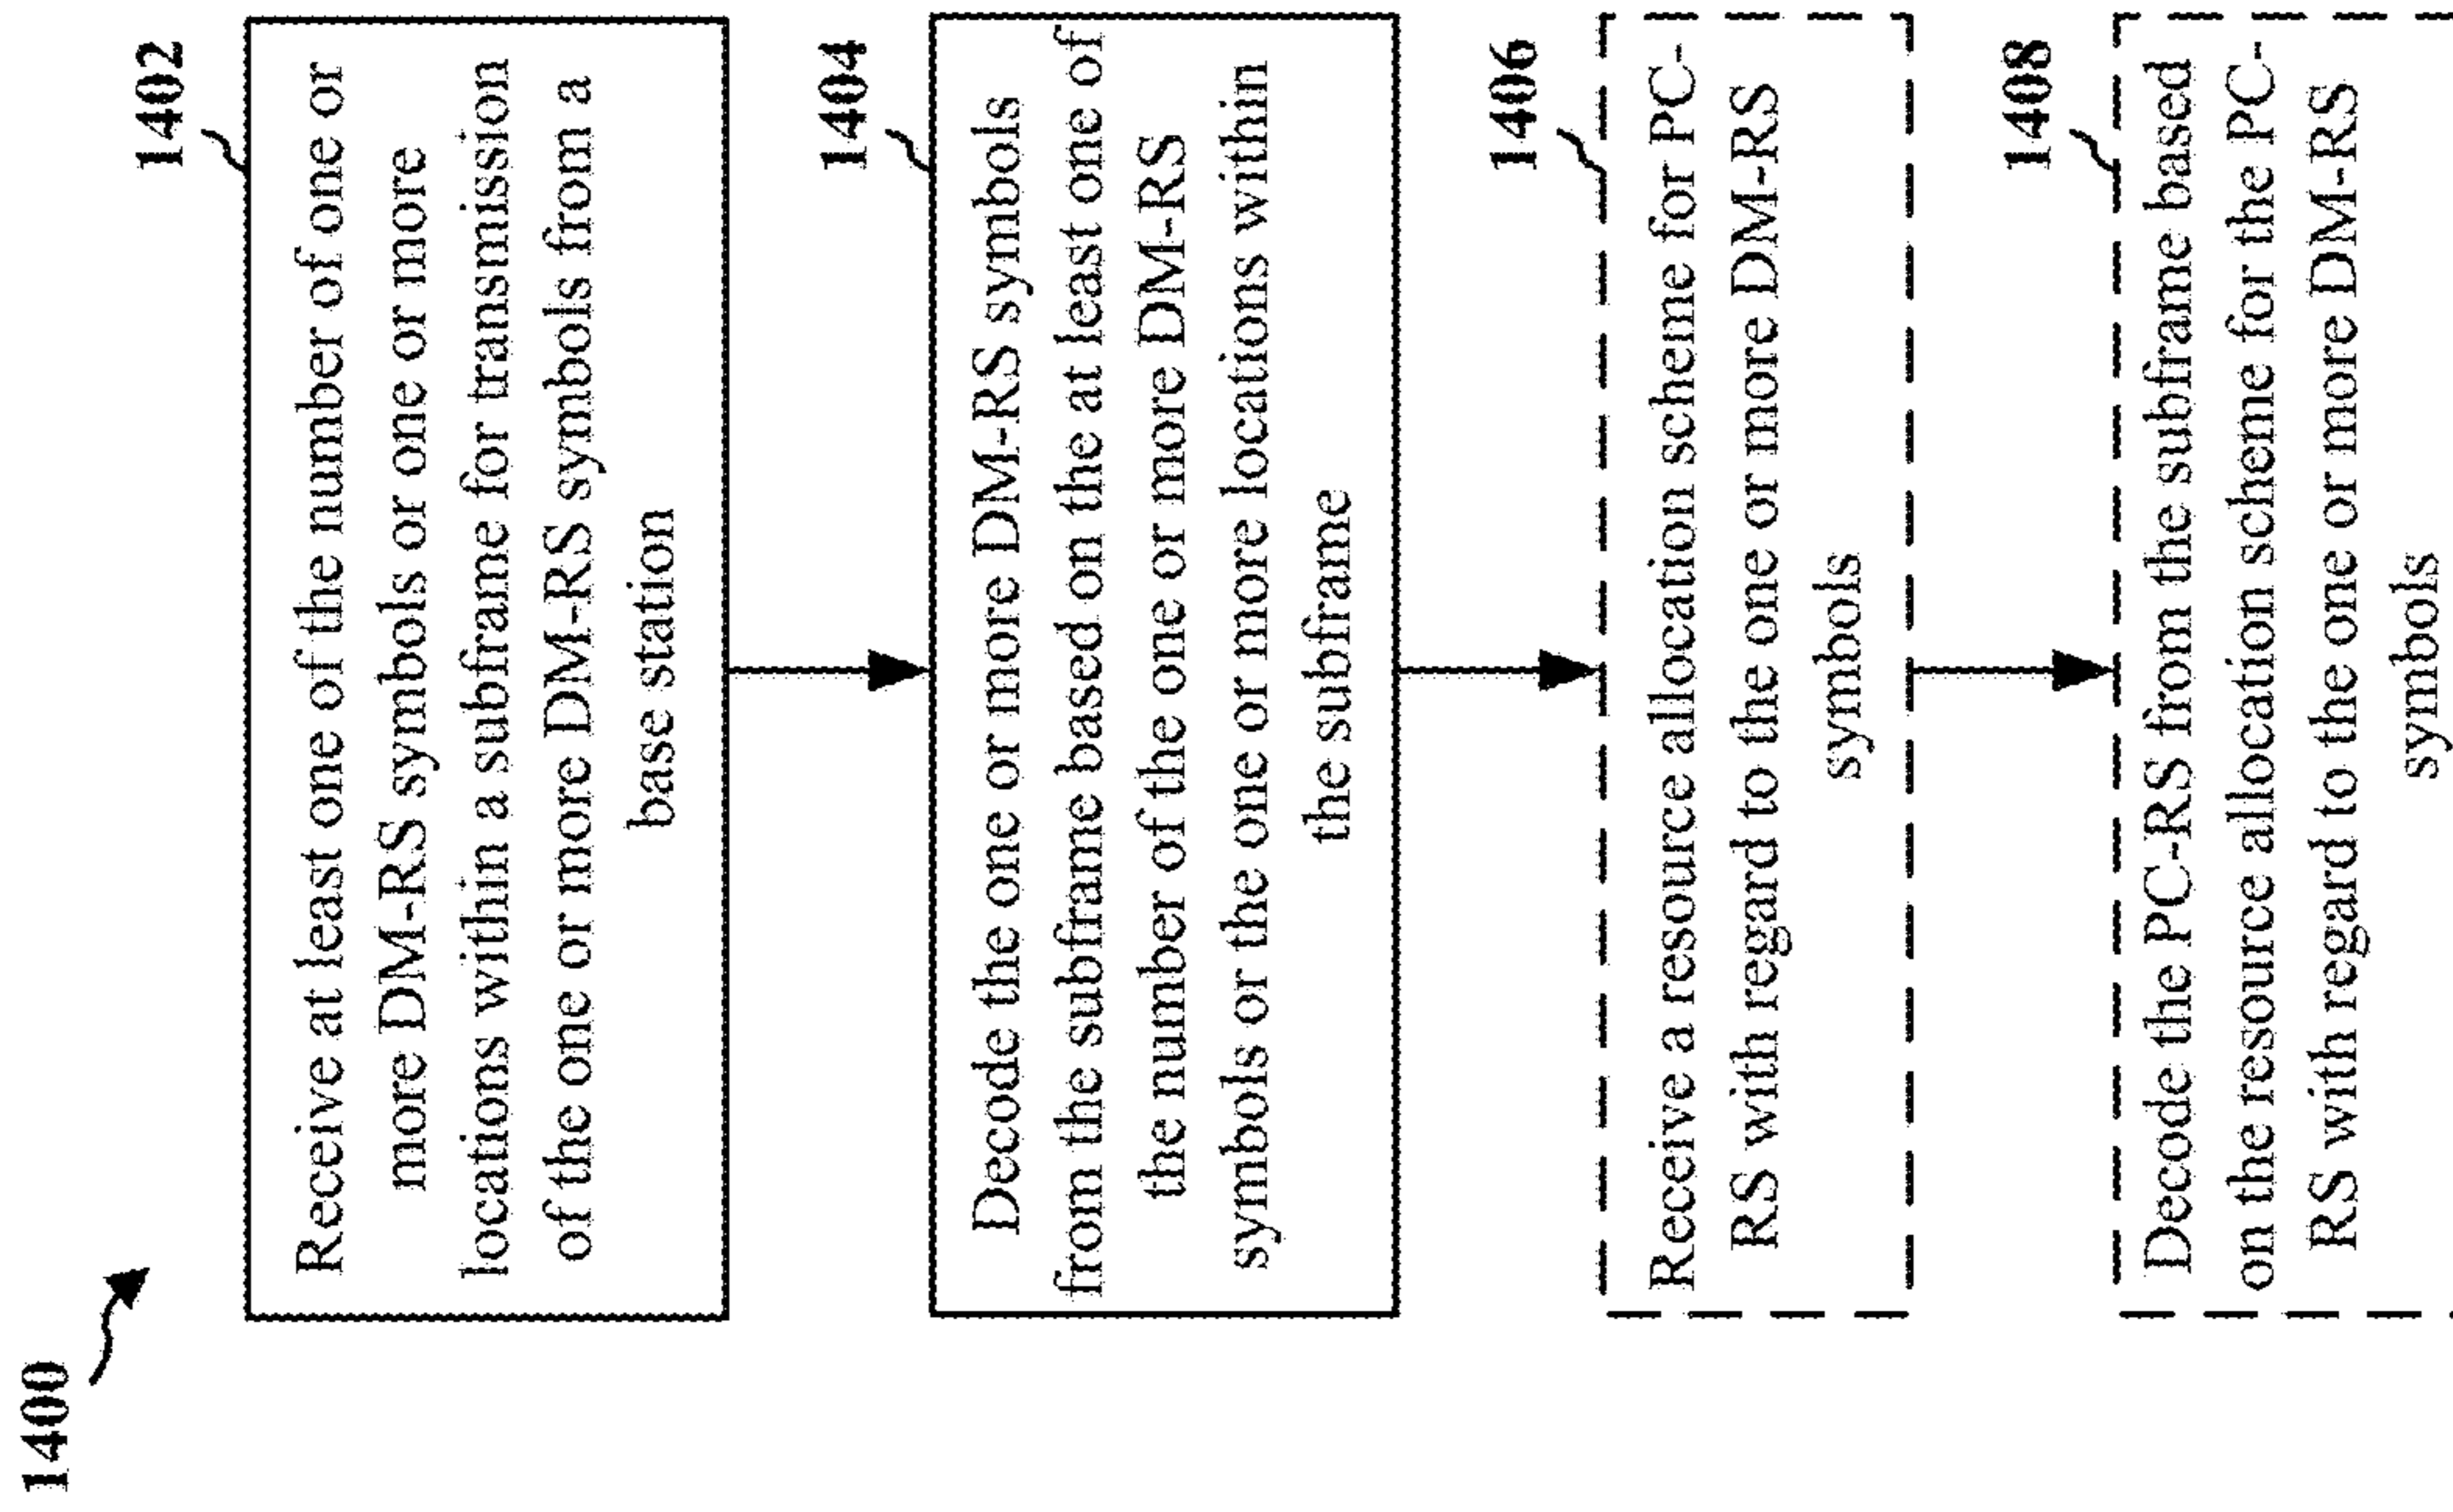 1400
1402
Receive at least one of the number of one or
more DM-RS symbols or one or more
locations within a subframe for transmission
of the one or more DM-RS symbols from a
base station
1404
Decode the one or more DM-RS symbols
from the subframe based on the at least one of
the number of the one or more DM-RS
symbols or the one or more locations within
the subframe
1406
Receive a resource allocation scheme for PC-
RS with regard to the one or more DM-RS
symbols
1408
Decode the PC-RS from the subframe based
on the resource allocation scheme for the PC-
RS with regard to the one or more DM-RS
symbols